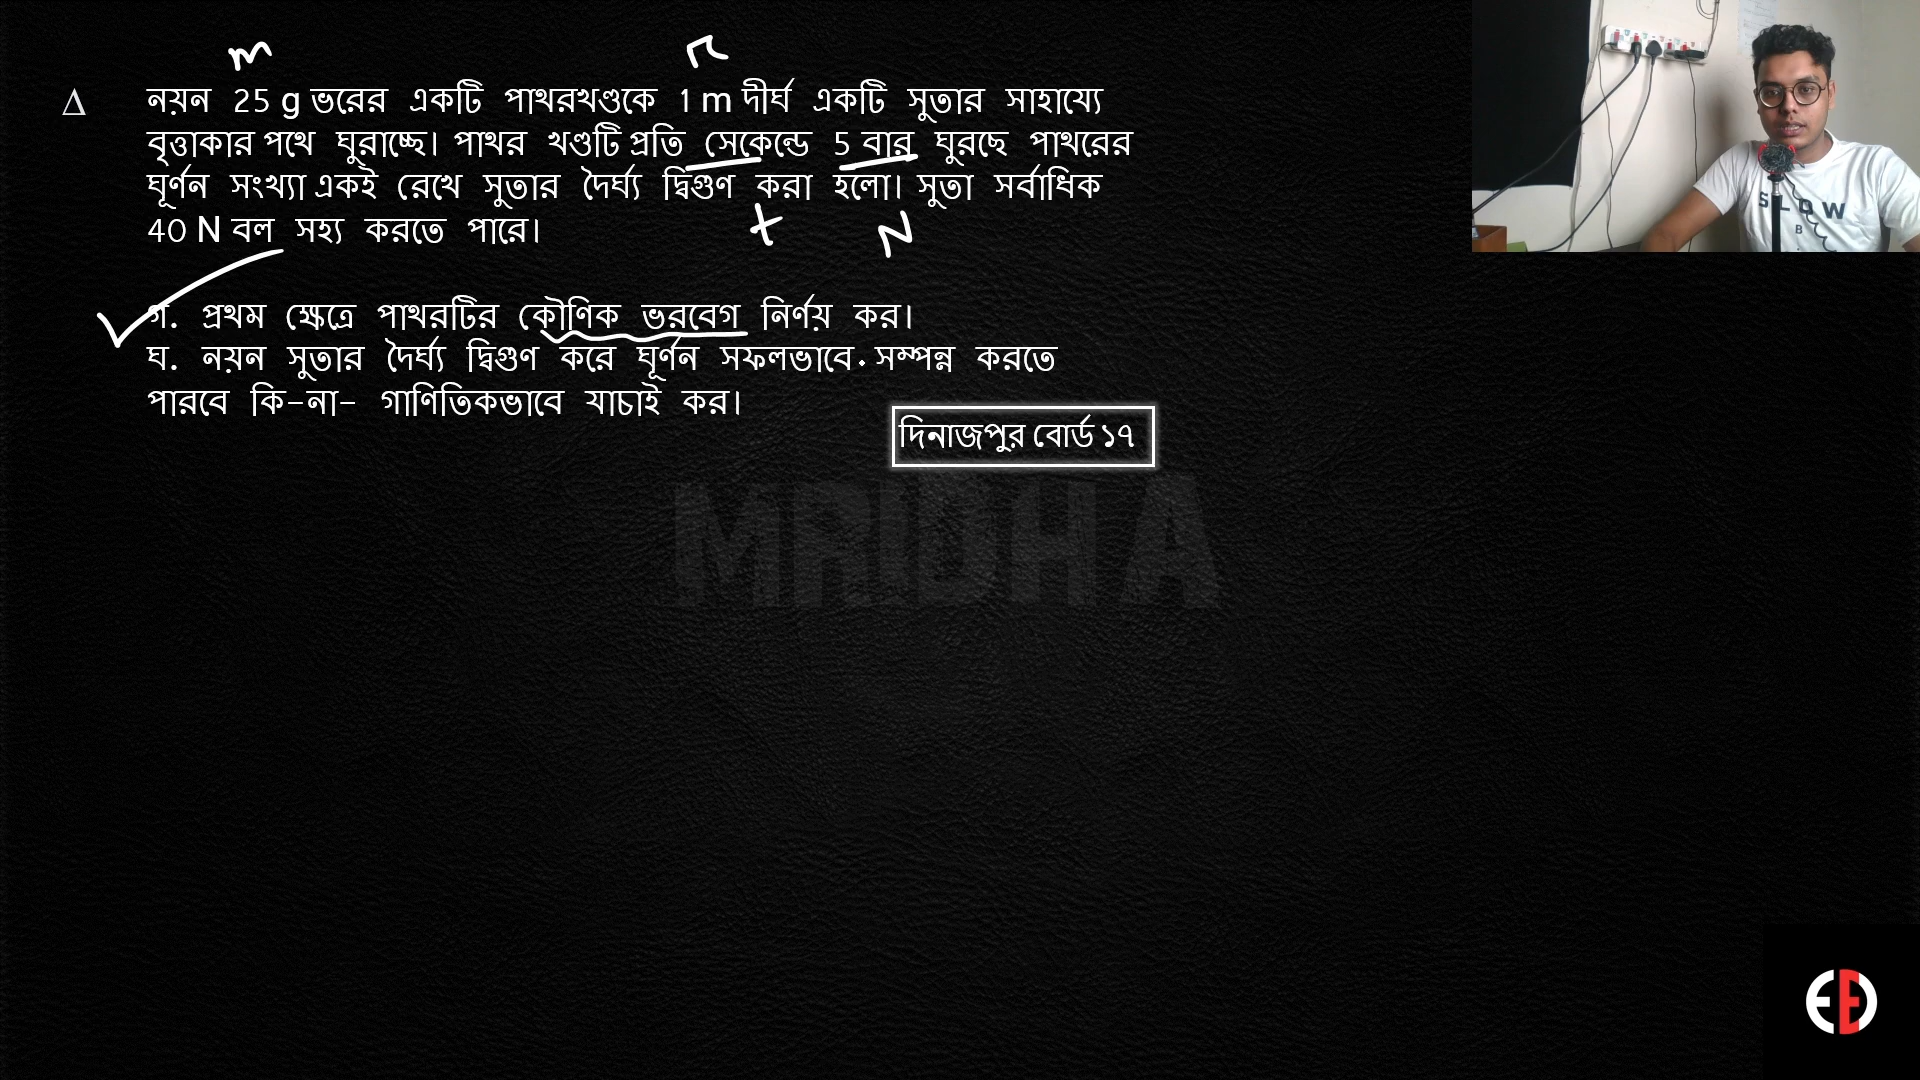 m r
Δ নয়ন 25 g ভরের একটি পাথরখণ্ডকে 1 m দীর্ঘ একটি সুতার সাহায্যে
বৃত্তাকার পথে ঘুরাচ্ছে। পাথর খণ্ডটি প্রতি সেকেন্ডে 5 বার ঘুরছে পাথরের
ঘূর্ণন সংখ্যা একই রেখে সুতার দৈর্ঘ্য দ্বিগুণ করা হলো। সুতা সর্বাধিক
40 N বল সহ্য করতে পারে।
t N
গ. প্রথম ক্ষেত্রে পাথরটির কৌণিক ভরবেগ নির্ণয় কর।
ঘ. নয়ন সুতার দৈর্ঘ্য দ্বিগুণ করে ঘূর্ণন সফলভাবে সম্পন্ন করতে
পারবে কি-না- গাণিতিকভাবে যাচাই কর।
দিনাজপুর বোর্ড ১৭
MRIDHA
SLOW
B